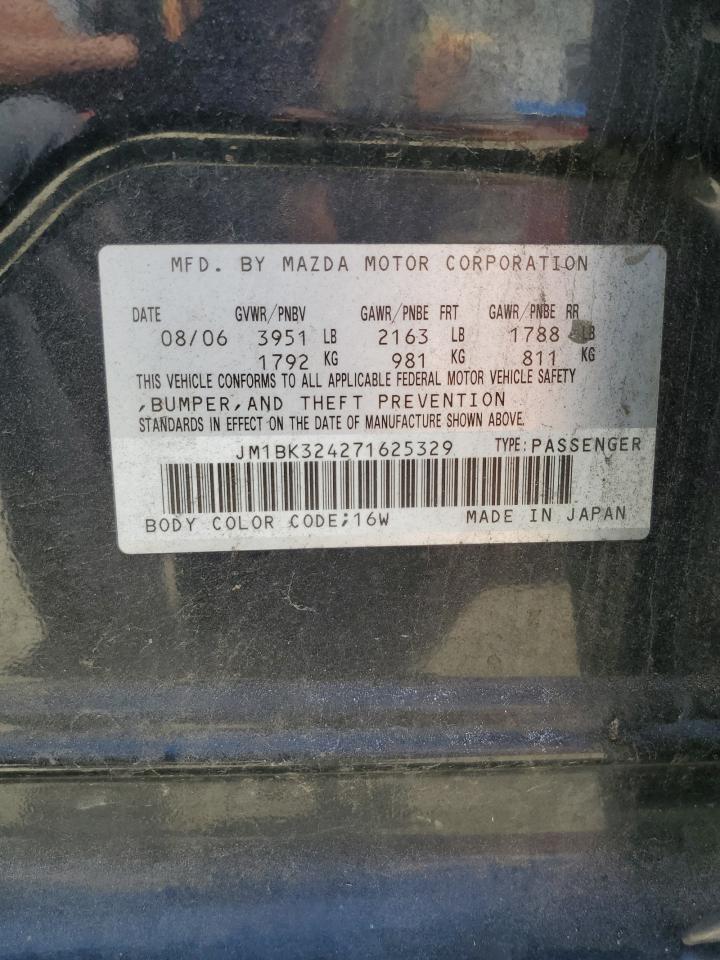 MFD. BY MAZDA MOTOR CORPORATION
DATE GVWR/PNBV GAWR/PNBE FRT GAWR/PNBE RR
08/06 3951 LB 2163 LB 1788 LB
1792 KG 981 KG 811 KG
THIS VEHICLE CONFORMS TO ALL APPLICABLE FEDERAL MOTOR VEHICLE SAFETY
,BUMPER,AND THEFT PREVENTION
STANDARDS IN EFFECT ON THE DATE OF MANUFACTURE SHOWN ABOVE.
JM1BK324271625329 TYPE:PASSENGER
BODY COLOR CODE;16W MADE IN JAPAN